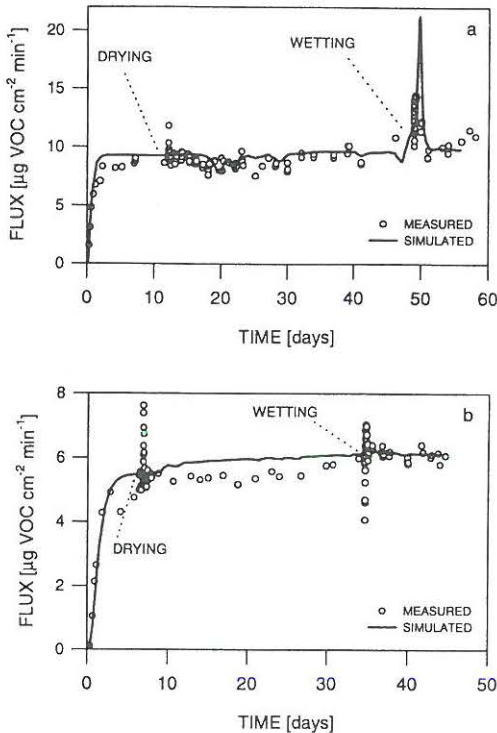 a
20
15
10
5
0
FLUX [µg VOC cm-2 min-1]
DRYING
WETTING
MEASURED
SIMULATED
0 10 20 30 40 50 60
TIME [days]
b
8
6
4
2
0
FLUX [µg VOC cm-2 min-1]
WETTING
DRYING
MEASURED
SIMULATED
0 10 20 30 40 50
TIME [days]